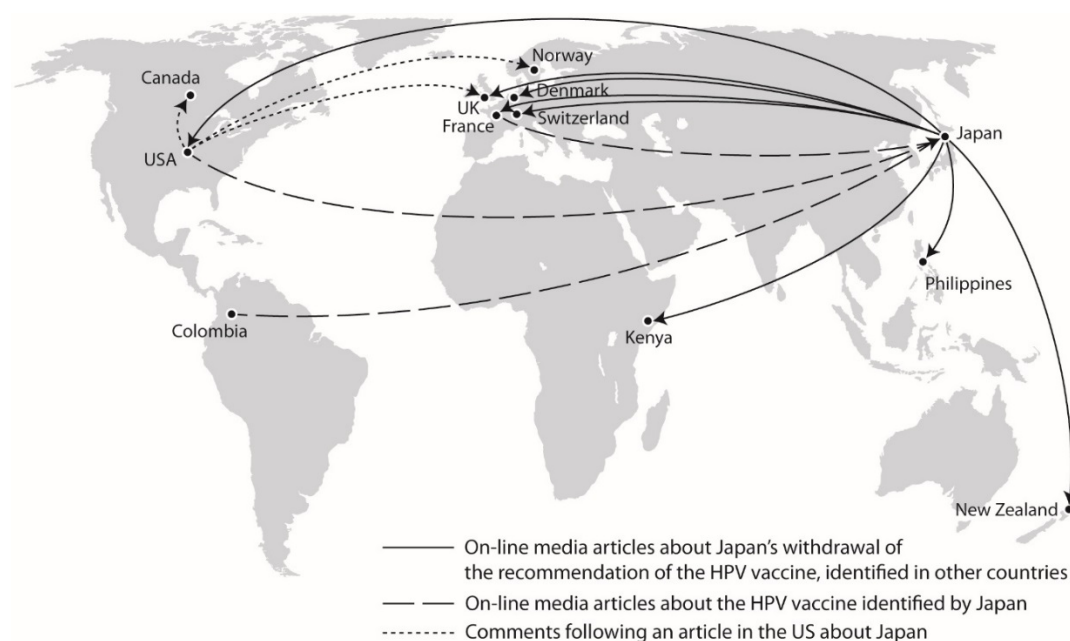 Norway
Canada
Denmark
UK
Switzerland
France
Japan
USA
Philippines
Colombia
Kenya
New Zealand
On-line media articles about Japan's withdrawal of
the recommendation of the HPV vaccine, identified in other countries
On-line media articles about the HPV vaccine identified by Japan
Comments following an article in the US about Japan